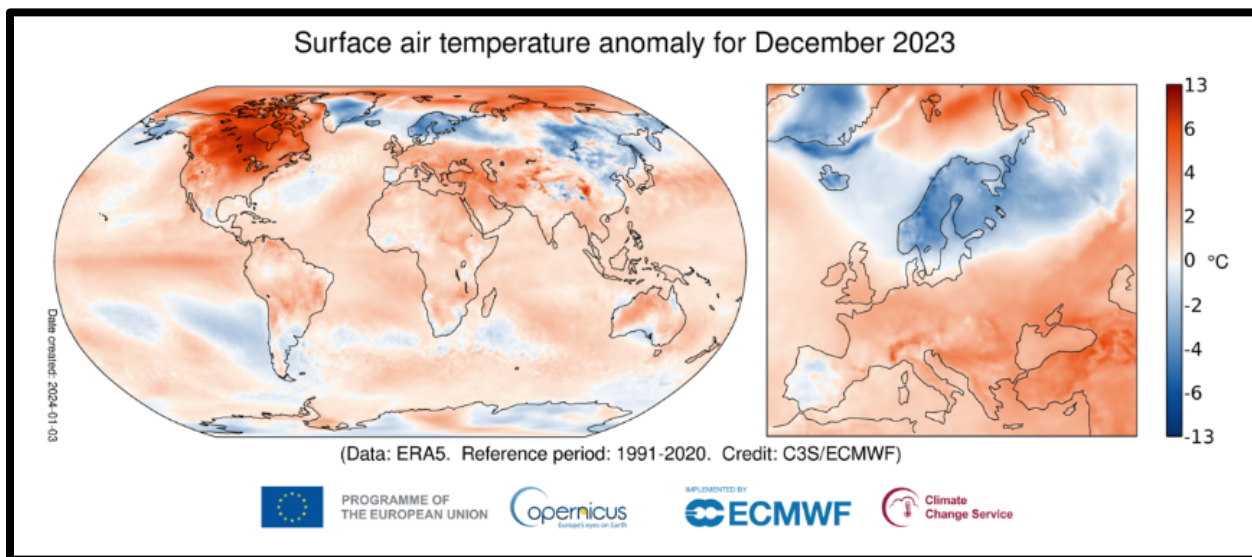 Surface air temperature anomaly for December 2023
13
6
4
2
0
-2
-4
-6
-13
°C
Date created: 2024-01-03
(Data: ERA5. Reference period: 1991-2020. Credit: C3S/ECMWF)
PROGRAMME OF
THE EUROPEAN UNION
opernicus
Europe's eyes on Earth
IMPLEMENTED BY
ECMWF
Climate
Change Service